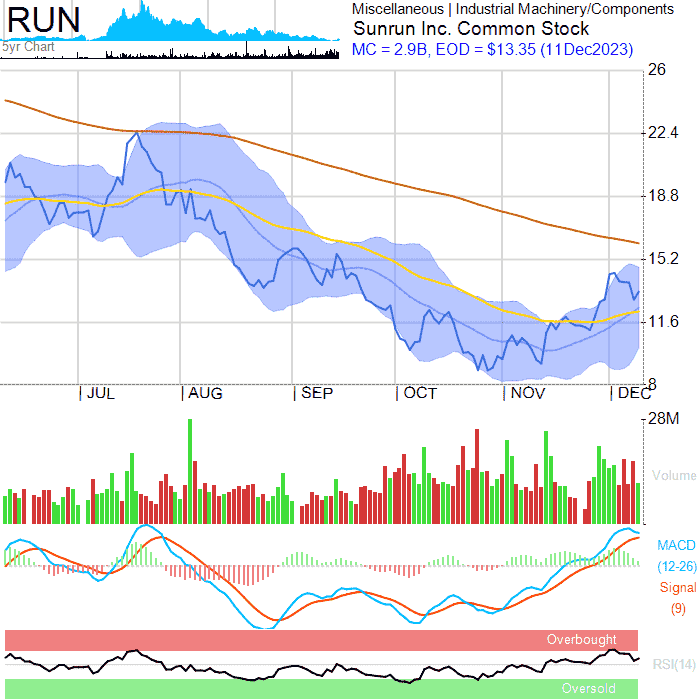 RUN
5yr Chart
Miscellaneous | Industrial Machinery/Components
Sunrun Inc. Common Stock
MC = 2.9B, EOD = $13.35 (11Dec2023)
26
22.4
18.8
15.2
11.6
8
| JUL | AUG | SEP | OCT | NOV | DEC
28M
Volume
MACD
(12-26)
Signal
(9)
Overbought
RSI(14)
Oversold